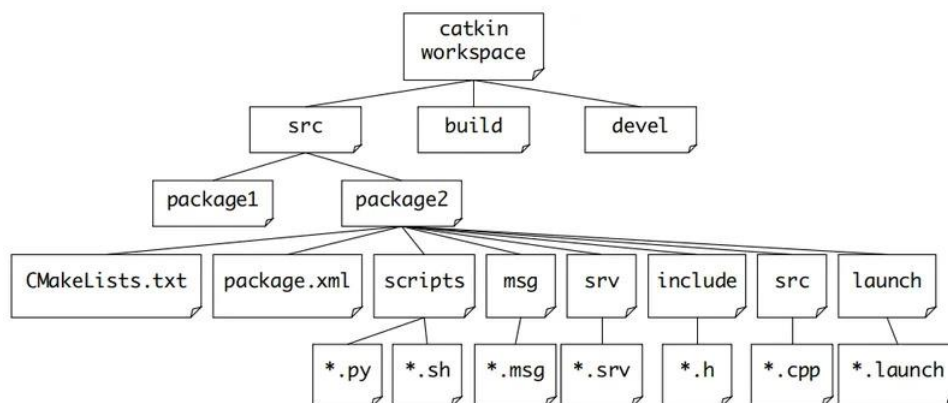 catkin
workspace
src
build
devel
package1
package2
CMakeLists.txt
package.xml
scripts
msg
srv
include
src
launch
*.py
*.sh
*.msg
*.srv
*.h
*.cpp
*.launch